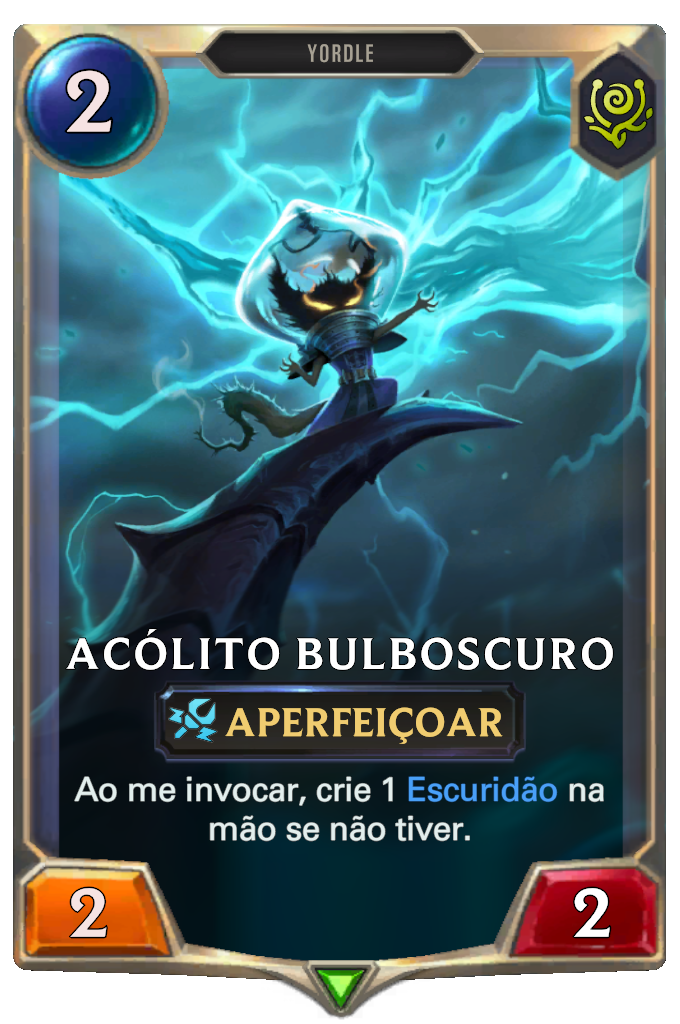 2
YORDLE
ACÓLITO BULBOSCURO
APERFEIÇOAR
Ao me invocar, crie 1 Escuridão na
mão se não tiver.
2
2